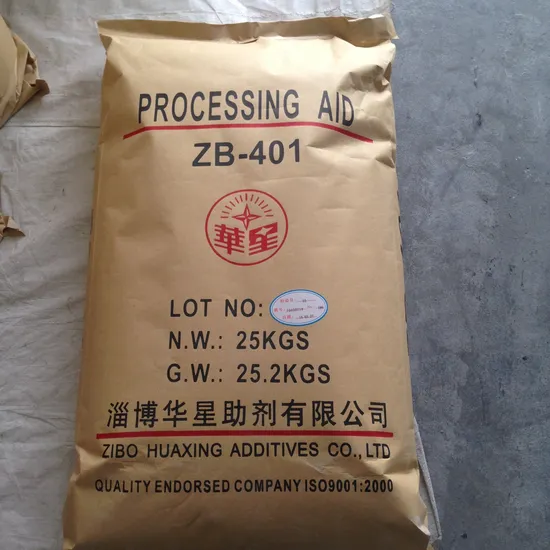 PROCESSING AID
ZB-401
華星
LOT NO:
N.W.: 25KGS
G.W.: 25.2KGS
淄博华星助剂有限公司
ZIBO HUAXING ADDITIVES CO., LTD
QUALITY ENDORSED COMPANY ISO9001:2000